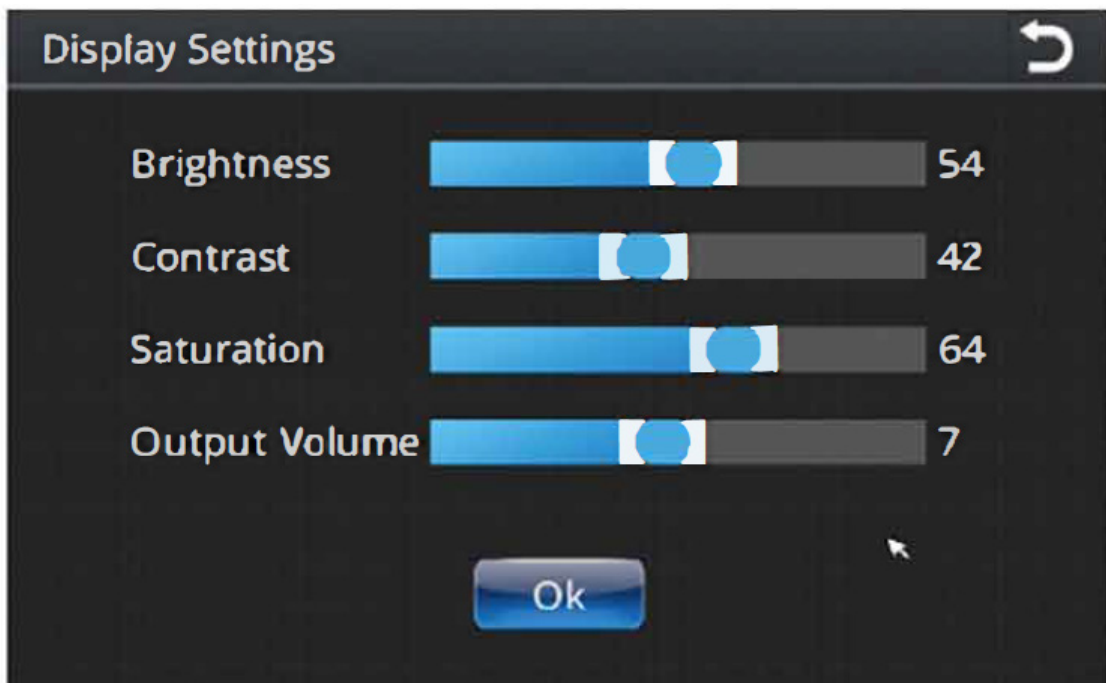 Display Settings
Brightness 54
Contrast 42
Saturation 64
Output Volume 7
Ok